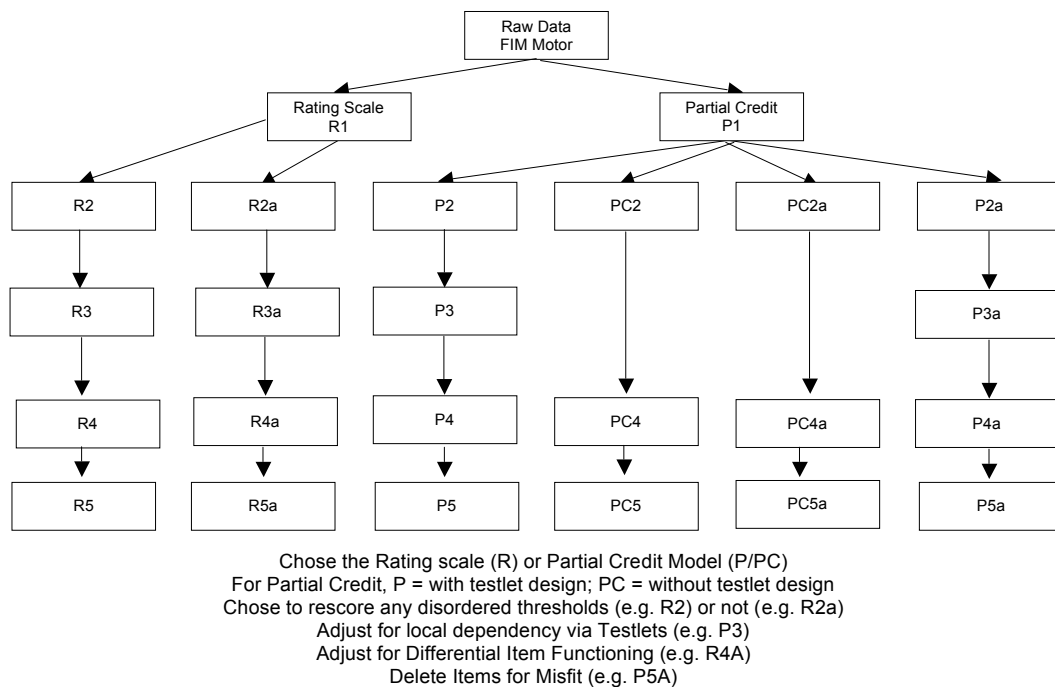 Raw Data
FIM Motor
Rating Scale
R1
Partial Credit
P1
R2
R2a
P2
PC2
PC2a
P2a
R3
R3a
P3
P3a
R4
R4a
P4
PC4
PC4a
P4a
R5
R5a
P5
PC5
PC5a
P5a
Chose the Rating scale (R) or Partial Credit Model (P/PC)
For Partial Credit, P = with testlet design; PC = without testlet design
Chose to rescore any disordered thresholds (e.g. R2) or not (e.g. R2a)
Adjust for local dependency via Testlets (e.g. P3)
Adjust for Differential Item Functioning (e.g. R4A)
Delete Items for Misfit (e.g. P5A)